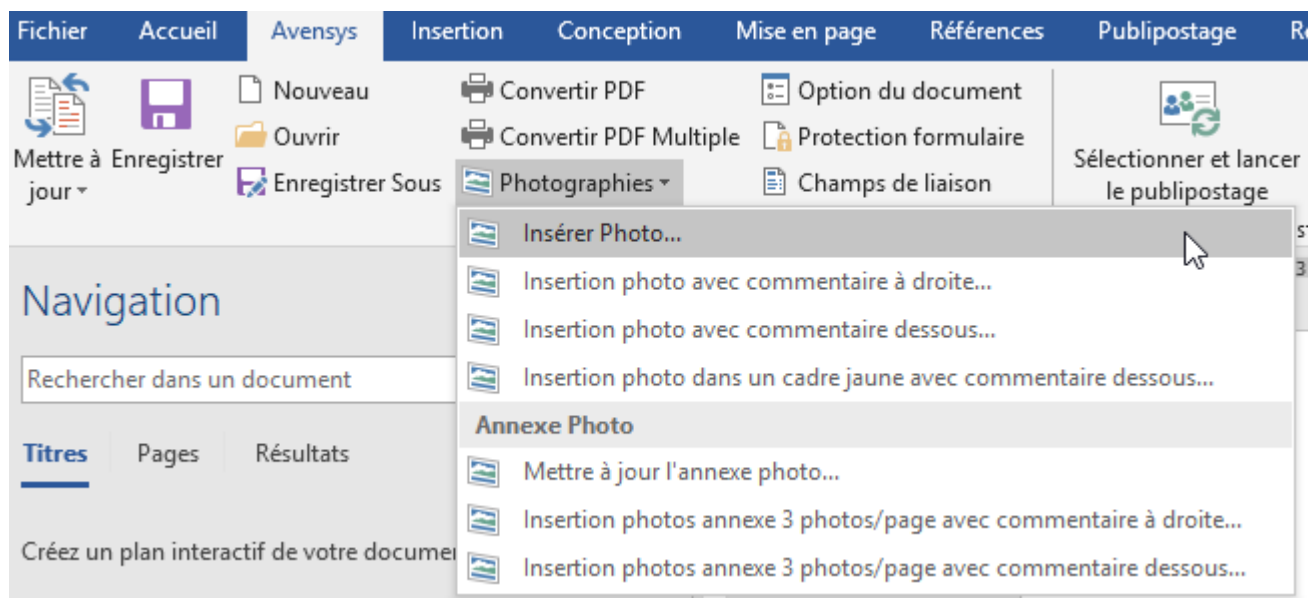 Fichier Accueil Avensys Insertion Conception Mise en page Références Publipostage
Mettre à jour
Enregistrer
Nouveau
Ouvrir
Enregistrer Sous
Convertir PDF
Convertir PDF Multiple
Photographies
Option du document
Protection formulaire
Champs de liaison
Sélectionner et lancer
le publipostage
Insérer Photo...
Insertion photo avec commentaire à droite...
Insertion photo avec commentaire dessous...
Insertion photo dans un cadre jaune avec commentaire dessous...
Annexe Photo
Mettre à jour l'annexe photo...
Insertion photos annexe 3 photos/page avec commentaire à droite...
Insertion photos annexe 3 photos/page avec commentaire dessous...
Navigation
Rechercher dans un document
Titres Pages Résultats
Créez un plan interactif de votre